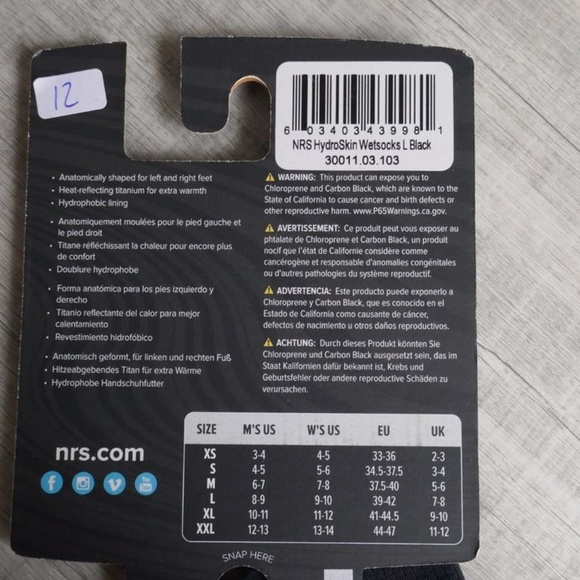 12
6 03403 43998 1
NRS HydroSkin Wetsocks L Black
30011.03.103
• Anatomically shaped for left and right feet
• Heat-reflecting titanium for extra warmth
• Hydrophobic lining
• Anatomiquement moulées pour le pied gauche et
le pied droit
• Titane réfléchissant la chaleur pour encore plus
de confort
• Doublure hydrophobe
• Forma anatómica para los pies izquierdo y
derecho
• Titanio reflectante del calor para mejor
calentamiento
• Revestimiento hidrofóbico
• Anatomisch geformt, für linken und rechten Fuß
• Hitzeabgebendes Titan für extra Wärme
• Hydrophobe Handschuhfutter
WARNING: This product can expose you to
Chloroprene and Carbon Black, which are known to the
State of California to cause cancer and birth defects or
other reproductive harm. www.P65Warnings.ca.gov.
AVERTISSEMENT: Ce produit peut vous exposer au
phtalate de Chloroprene et Carbon Black, un produit
nocif que l'état de Californie considère comme
cancérogène et responsable d'anomalies congénitales
ou d'autres pathologies du système reproductif.
ADVERTENCIA: Este producto puede exponerlo a
Chloroprene y Carbon Black, que es conocido en el
Estado de California como causante de cáncer,
defectos de nacimiento u otros daños reproductivos.
ACHTUNG: Durch dieses Produkt könnten Sie
Chloroprene und Carbon Black ausgesetzt sein, das im
Staat Kalifornien dafür bekannt ist, Krebs und
Geburtsfehler oder andere reproduktive Schäden zu
verursachen.
nrs.com
You Tube
SIZE M'S US W'S US EU UK
XS 3-4 4-5 33-36 2-3
S 4-5 5-6 34.5-37.5 3-4
M 6-7 7-8 37.5-40 5-6
L 8-9 9-10 39-42 7-8
XL 10-11 11-12 41-44.5 9-10
XXL 12-13 13-14 44-47 11-12
SNAP HERE